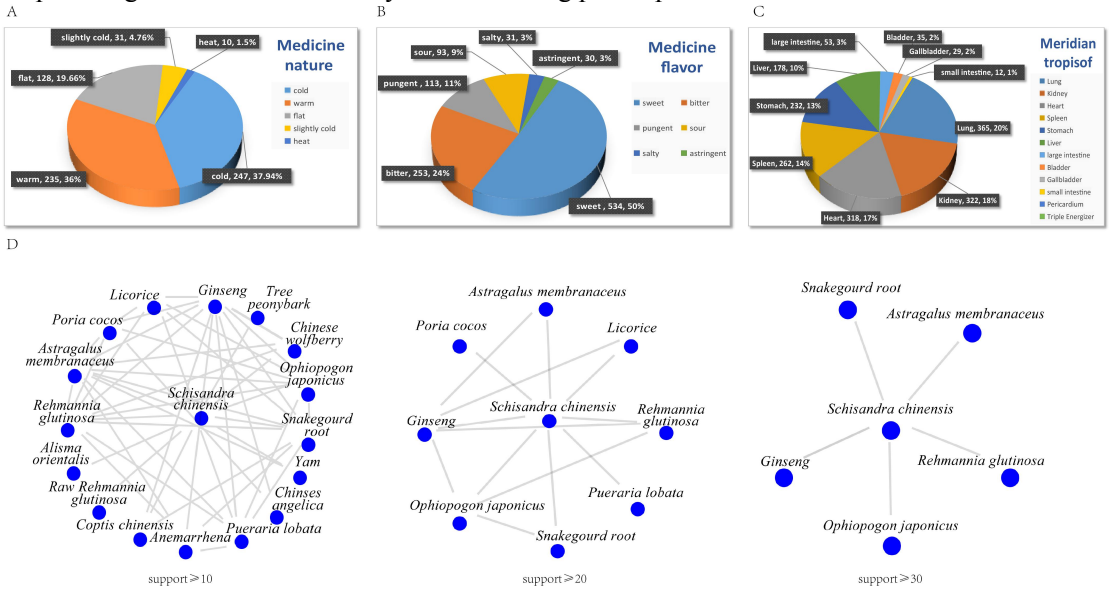 A
B
C
slightly cold, 31, 4.76%
heat, 10, 1.5%
flat, 128, 19.66%
warm, 235, 36%
cold, 247, 37.94%
Medicine
nature
cold
warm
flat
slightly cold
heat
salty, 31, 3%
sour, 93, 9%
astringent, 30, 3%
pungent , 113, 11%
bitter, 253, 24%
sweet , 534, 50%
Medicine
flavor
sweet
bitter
pungent
sour
salty
astringent
large intestine, 53, 3%
Bladder, 35, 2%
Gallbladder, 29, 2%
small intestine, 12, 1%
Liver, 178, 10%
Stomach, 232, 13%
Lung, 365, 20%
Spleen, 262, 14%
Kidney, 322, 18%
Heart, 318, 17%
Meridian
tropisof
Lung
Kidney
Heart
Spleen
Stomach
Liver
large intestine
Bladder
Gallbladder
small intestine
Pericardium
Triple Energizer
D
Licorice
Ginseng
Tree
peonybark
Poria cocos
Chinese
wolfberry
Astragalus
membranaceus
Ophiopogon
japonicus
Schisandra
chinensis
Rehmannia
glutinosa
Snakegourd
root
Alisma
orientalis
Yam
Raw Rehmannia
glutinosa
Chinses
angelica
Coptis chinensis
Anemarrhena
Pueraria lobata
support⩾10
Astragalus membranaceus
Poria cocos
Licorice
Schisandra chinensis
Ginseng
Rehmannia
glutinosa
Pueraria lobata
Ophiopogon japonicus
Snakegourd root
support⩾20
Snakegourd root
Astragalus membranaceus
Schisandra chinensis
Ginseng
Rehmannia glutinosa
Ophiopogon japonicus
support⩾30